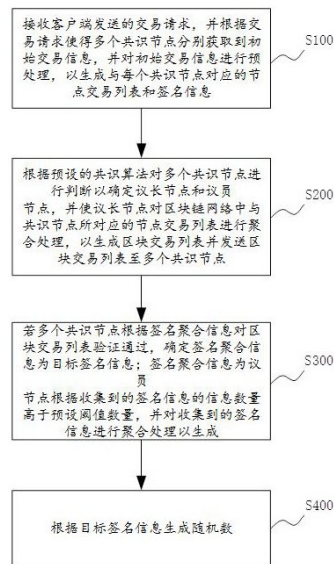 接收客户端发送的交易请求，并根据交
易请求使得多个共识节点分别获取到初
始交易信息，并对初始交易信息进行预
处理，以生成与每个共识节点对应的节
点交易列表和签名信息
S100
根据预设的共识算法对多个共识节点进
行判断以确定议长节点和议员
节点，并使议长节点对区块链网络中与
共识节点所对应的节点交易列表进行聚
合处理，以生成区块交易列表并发送区
块交易列表至多个共识节点
S200
若多个共识节点根据签名聚合信息对区
块交易列表验证通过，确定签名聚合信
息为目标签名信息；签名聚合信息为议
员
节点根据收集到的签名信息的信息数量
高于预设阈值数量，并对收集到的签名
信息进行聚合处理以生成
S300
根据目标签名信息生成随机数
S400